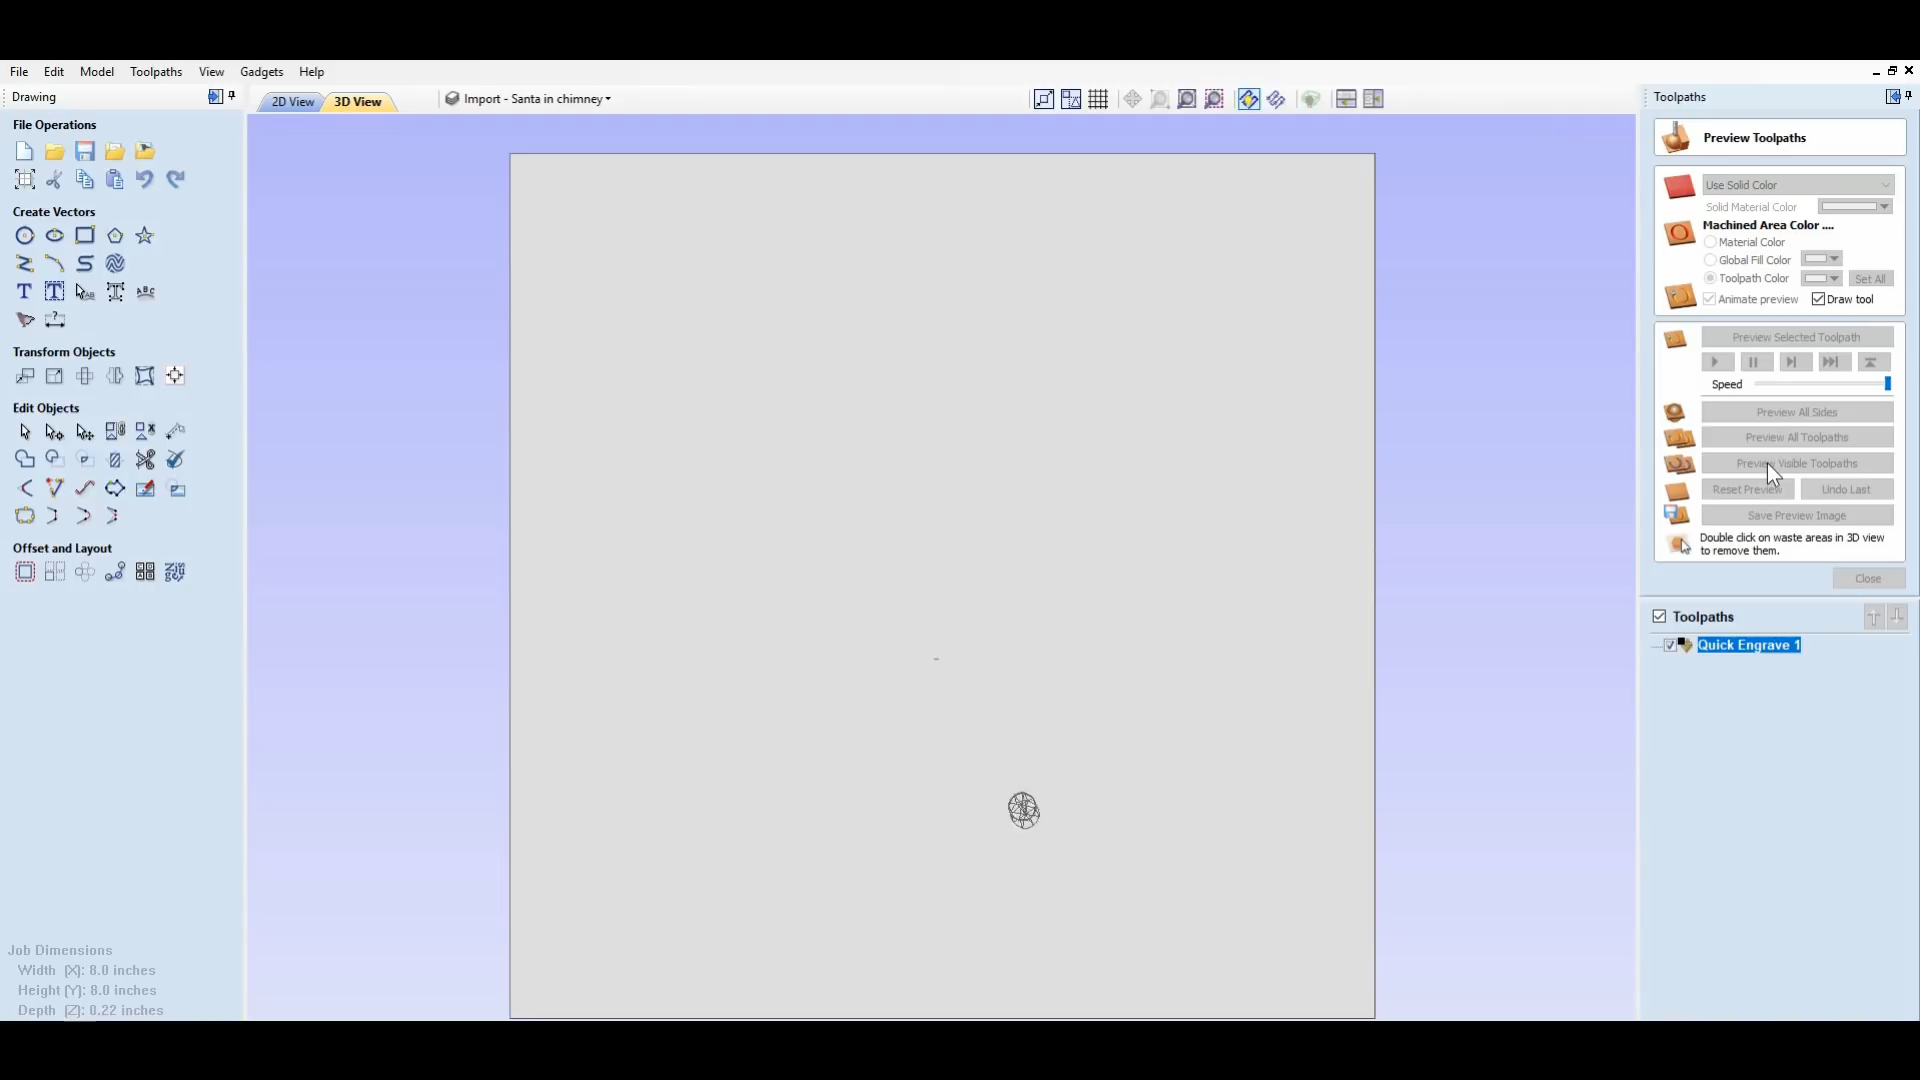 File Edit Model Toolpaths View Gadgets Help
Drawing
2D View 3D View Import - Santa in chimney
File Operations
Create Vectors
Transform Objects
Edit Objects
Offset and Layout
Job Dimensions
Width (X): 8.0 inches
Height (Y): 8.0 inches
Depth (Z): 0.22 inches
Toolpaths
Preview Toolpaths
Use Solid Color
Solid Material Color
Machined Area Color ....
Material Color
Global Fill Color
Toolpath Color Set All
Animate preview Draw tool
Preview Selected Toolpath
Speed
Preview All Sides
Preview All Toolpaths
Preview Visible Toolpaths
Reset Preview Undo Last
Save Preview Image
Double click on waste areas in 3D view
to remove them.
Close
Toolpaths
Quick Engrave 1